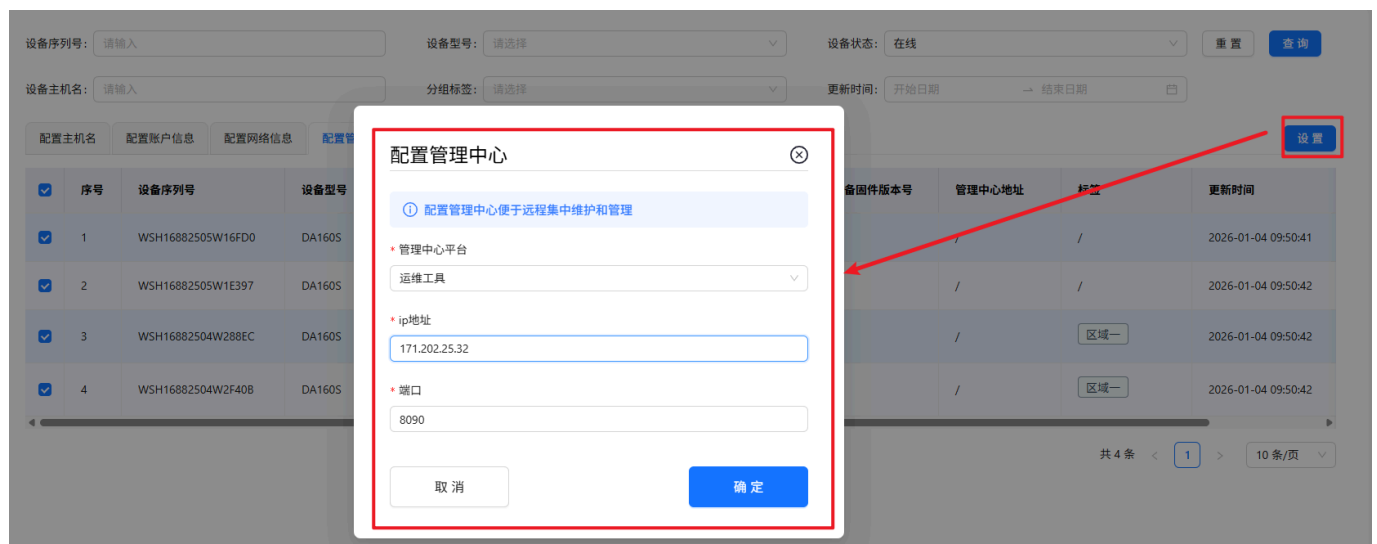 设备序列号: 请输入 设备型号: 请选择 设备状态: 在线 重 置 查 询
设备主机名: 请输入 分组标签: 请选择 更新时间: 开始日期 → 结束日期
配置主机名 配置账户信息 配置网络信息 配置管 设 置
序号 设备序列号 设备型号 备固件版本号 管理中心地址 标签 更新时间
1 WSH16882505W16FD0 DA160S / / 2026-01-04 09:50:41
2 WSH16882505W1E397 DA160S / / 2026-01-04 09:50:42
3 WSH16882504W288EC DA160S / 区域一 2026-01-04 09:50:42
4 WSH16882504W2F40B DA160S / 区域一 2026-01-04 09:50:42
共 4 条 < 1 > 10 条/页
配置管理中心
配置管理中心便于远程集中维护和管理
* 管理中心平台
运维工具
* ip地址
171.202.25.32
* 端口
8090
取 消 确 定